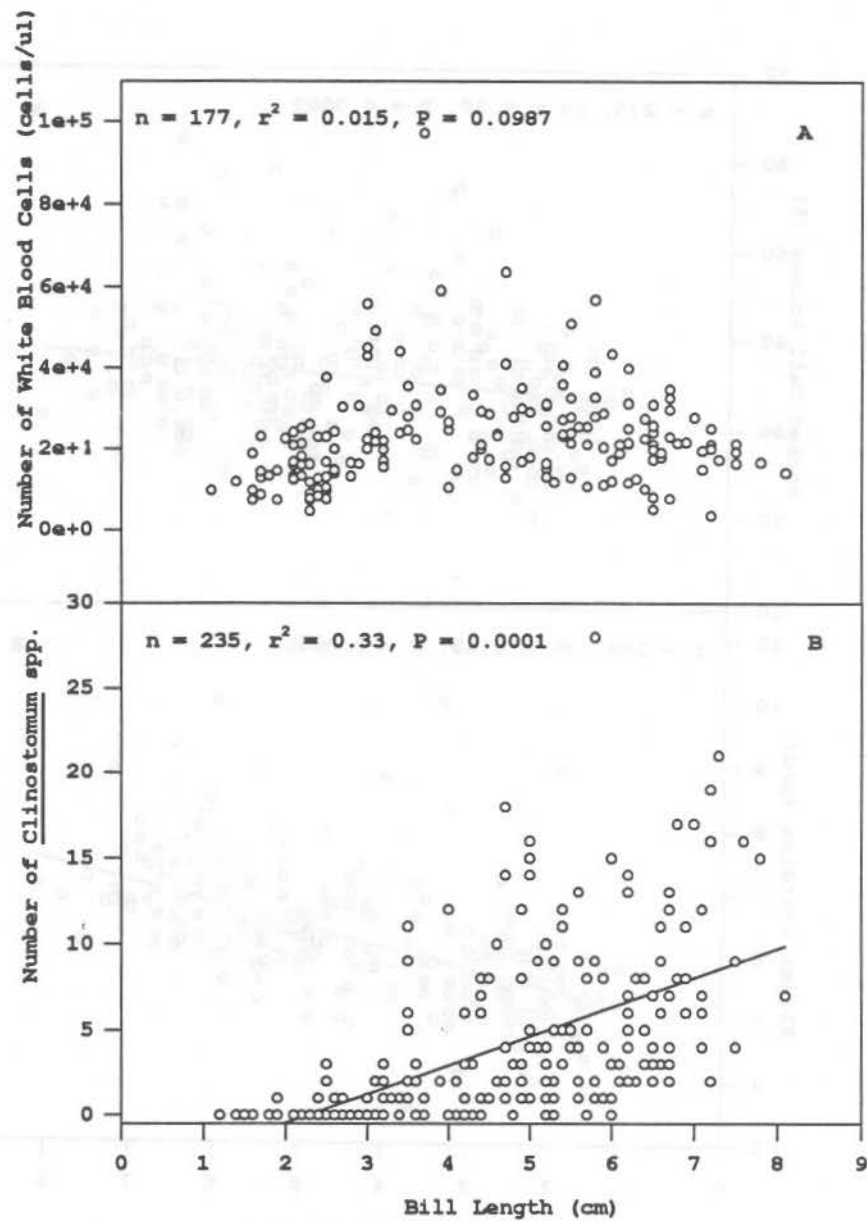 Number of White Blood Cells (cells/ul)
n = 177, r² = 0.015, P = 0.0987
A
1e+5
8e+4
6e+4
4e+4
2e+1
0e+0
Number of Clinostomum spp.
n = 235, r² = 0.33, P = 0.0001
B
30
25
20
15
10
5
0
0 1 2 3 4 5 6 7 8 9
Bill Length (cm)